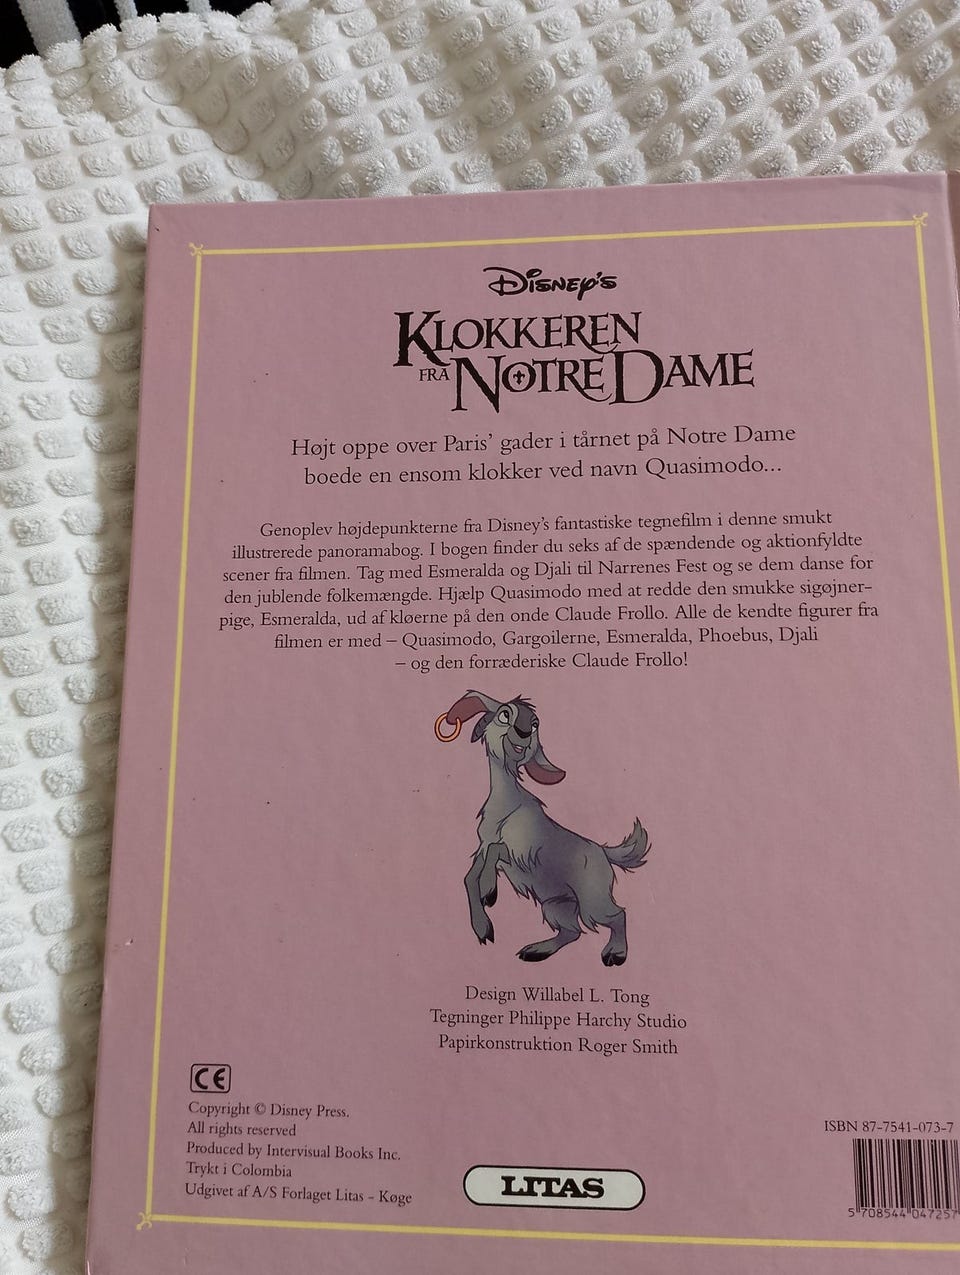 Disney's
KLOKKEREN
FRA NOTRE DAME
Højt oppe over Paris' gader i tårnet på Notre Dame
boede en ensom klokker ved navn Quasimodo...
Genoplev højdepunkterne fra Disney's fantastiske tegnefilm i denne smukt
illustrerede panoramabog. I bogen finder du seks af de spændende og aktionfyldte
scener fra filmen. Tag med Esmeralda og Djali til Narrenes Fest og se dem danse for
den jublende folkemængde. Hjælp Quasimodo med at redde den smukke sigøjner-
pige, Esmeralda, ud af kløerne på den onde Claude Frollo. Alle de kendte figurer fra
filmen er med – Quasimodo, Gargoilerne, Esmeralda, Phoebus, Djali
– og den forræderiske Claude Frollo!
Design Willabel L. Tong
Tegninger Philippe Harchy Studio
Papirkonstruktion Roger Smith
CE
Copyright © Disney Press.
All rights reserved
Produced by Intervisual Books Inc.
Trykt i Colombia
Udgivet af A/S Forlaget Litas - Køge
LITAS
ISBN 87-7541-073-7
5 708544 047257